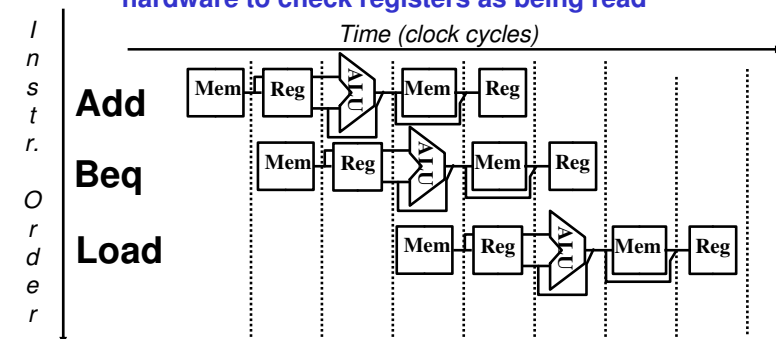 hardware to check registers as being read
Time (clock cycles)
I
n
s
t
r.
O
r
d
e
r
Add
Mem Reg ALU Mem Reg
Beq
Mem Reg ALU Mem Reg
Load
Mem Reg ALU Mem Reg